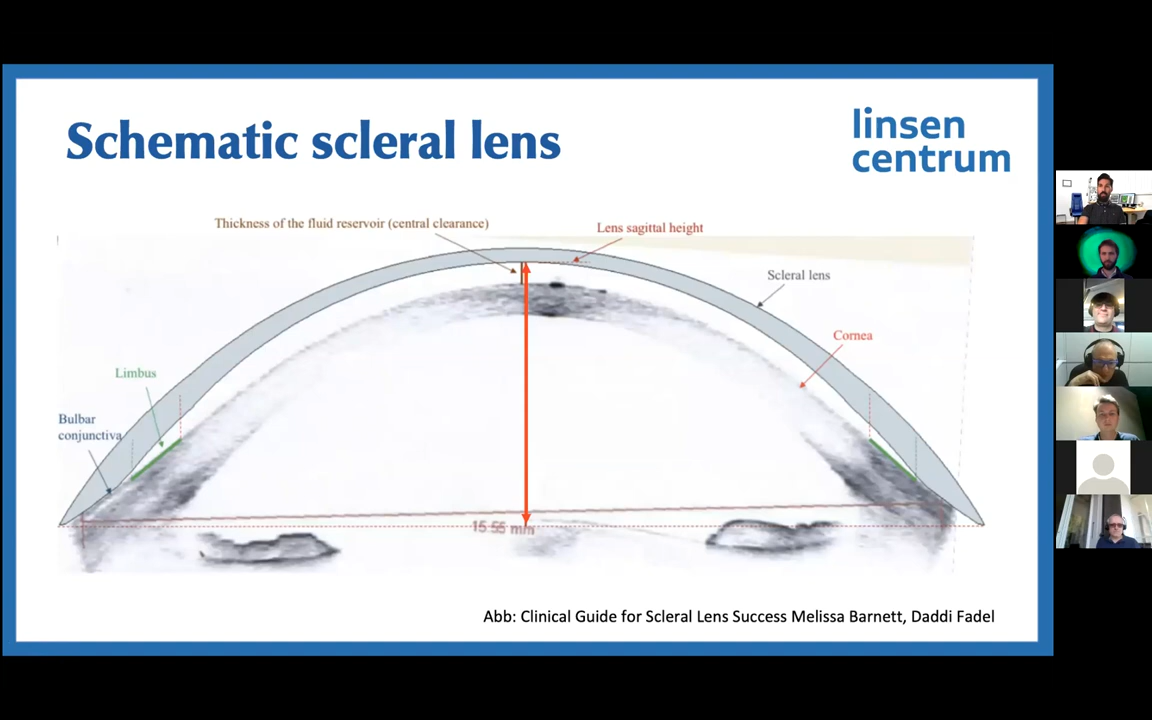 Schematic scleral lens
linsen
centrum
Thickness of the fluid reservoir (central clearance)
Lens sagittal height
Scleral lens
Cornea
Limbus
Bulbar
conjunctiva
15.55 mm
Abb: Clinical Guide for Scleral Lens Success Melissa Barnett, Daddi Fadel